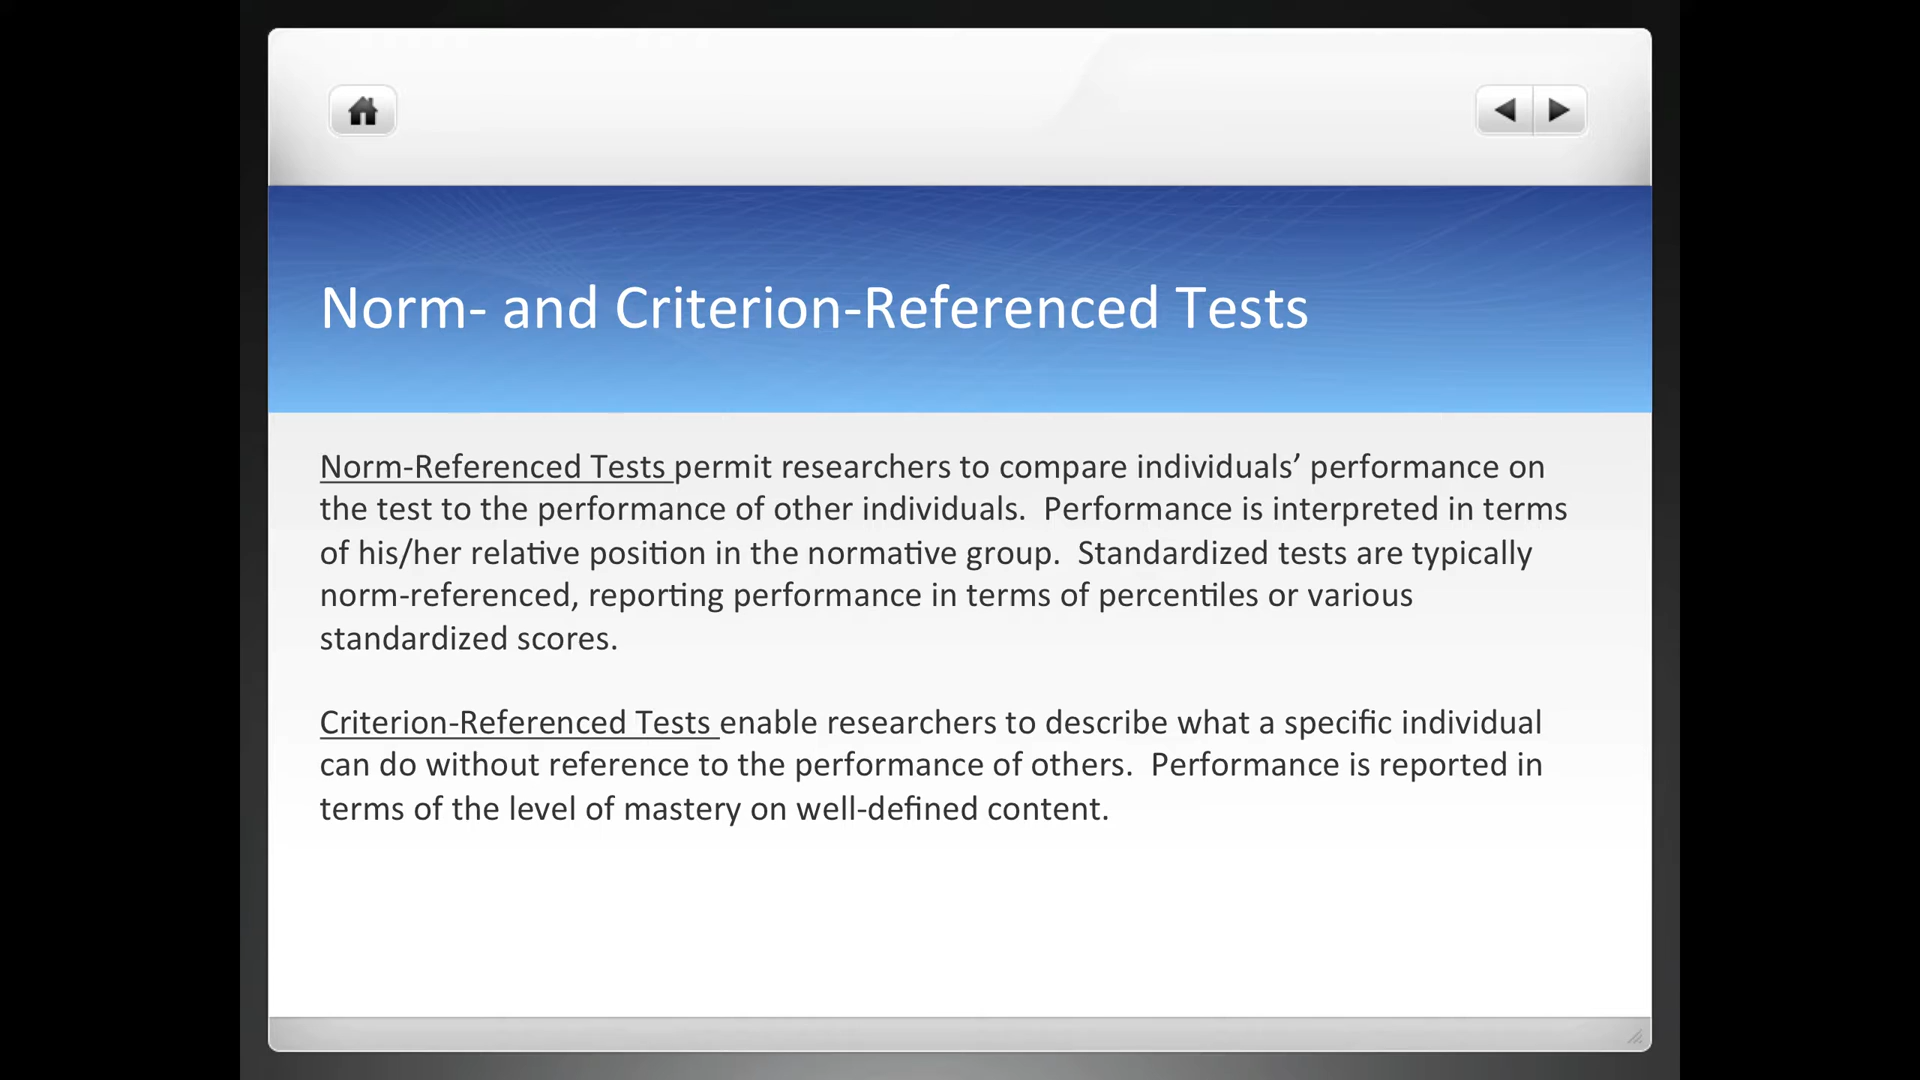 Norm- and Criterion-Referenced Tests
Norm-Referenced Tests permit researchers to compare individuals’ performance on
the test to the performance of other individuals.  Performance is interpreted in terms
of his/her relative position in the normative group.  Standardized tests are typically
norm-referenced, reporting performance in terms of percentiles or various
standardized scores.
Criterion-Referenced Tests enable researchers to describe what a specific individual
can do without reference to the performance of others.  Performance is reported in
terms of the level of mastery on well-defined content.